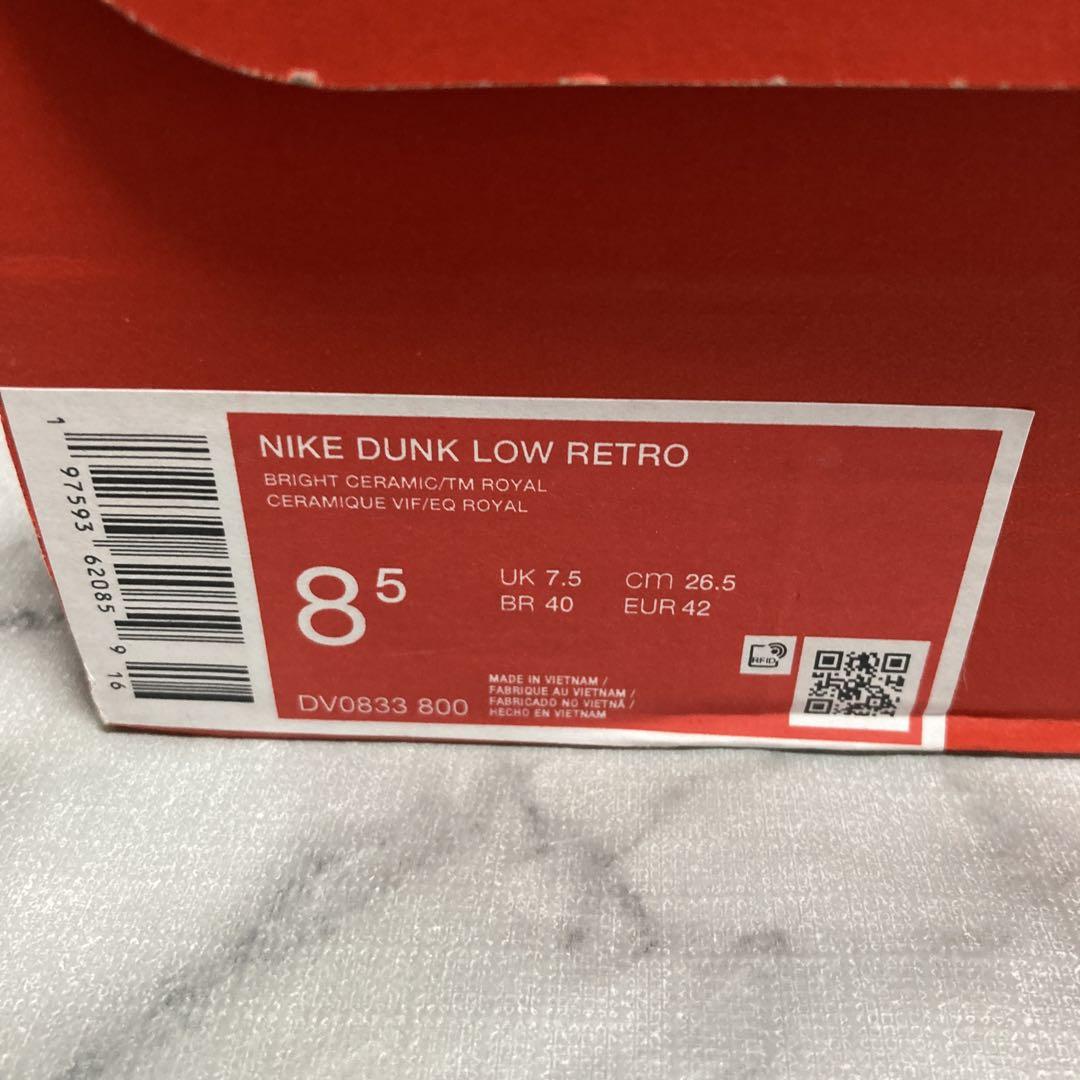 NIKE DUNK LOW RETRO
BRIGHT CERAMIC/TM ROYAL
CERAMIQUE VIF/EQ ROYAL
8 5
UK 7.5 cm 26.5
BR 40 EUR 42
RFID
DV0833 800
MADE IN VIETNAM /
FABRIQUE AU VIETNAM /
FABRICADO NO VIETNÃ /
HECHO EN VIETNAM
1 97593 62085 9 16